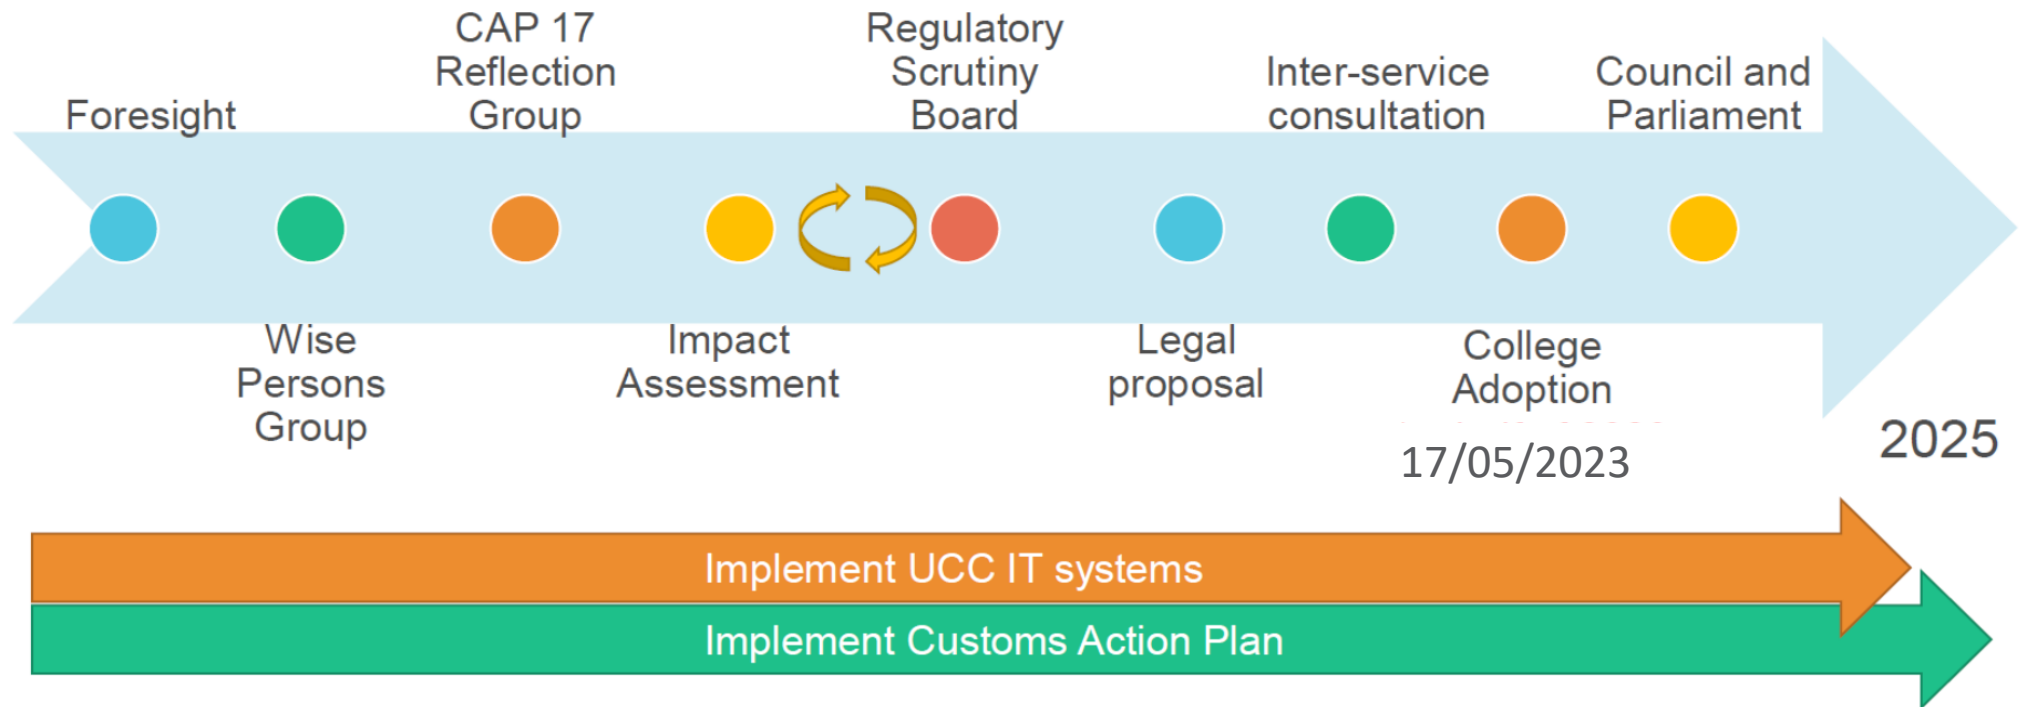 Foresight
CAP 17
Reflection
Group
Regulatory
Scrutiny
Board
Inter-service
consultation
Council and
Parliament
Wise
Persons
Group
Impact
Assessment
Legal
proposal
College
Adoption
17/05/2023
2025
Implement UCC IT systems
Implement Customs Action Plan